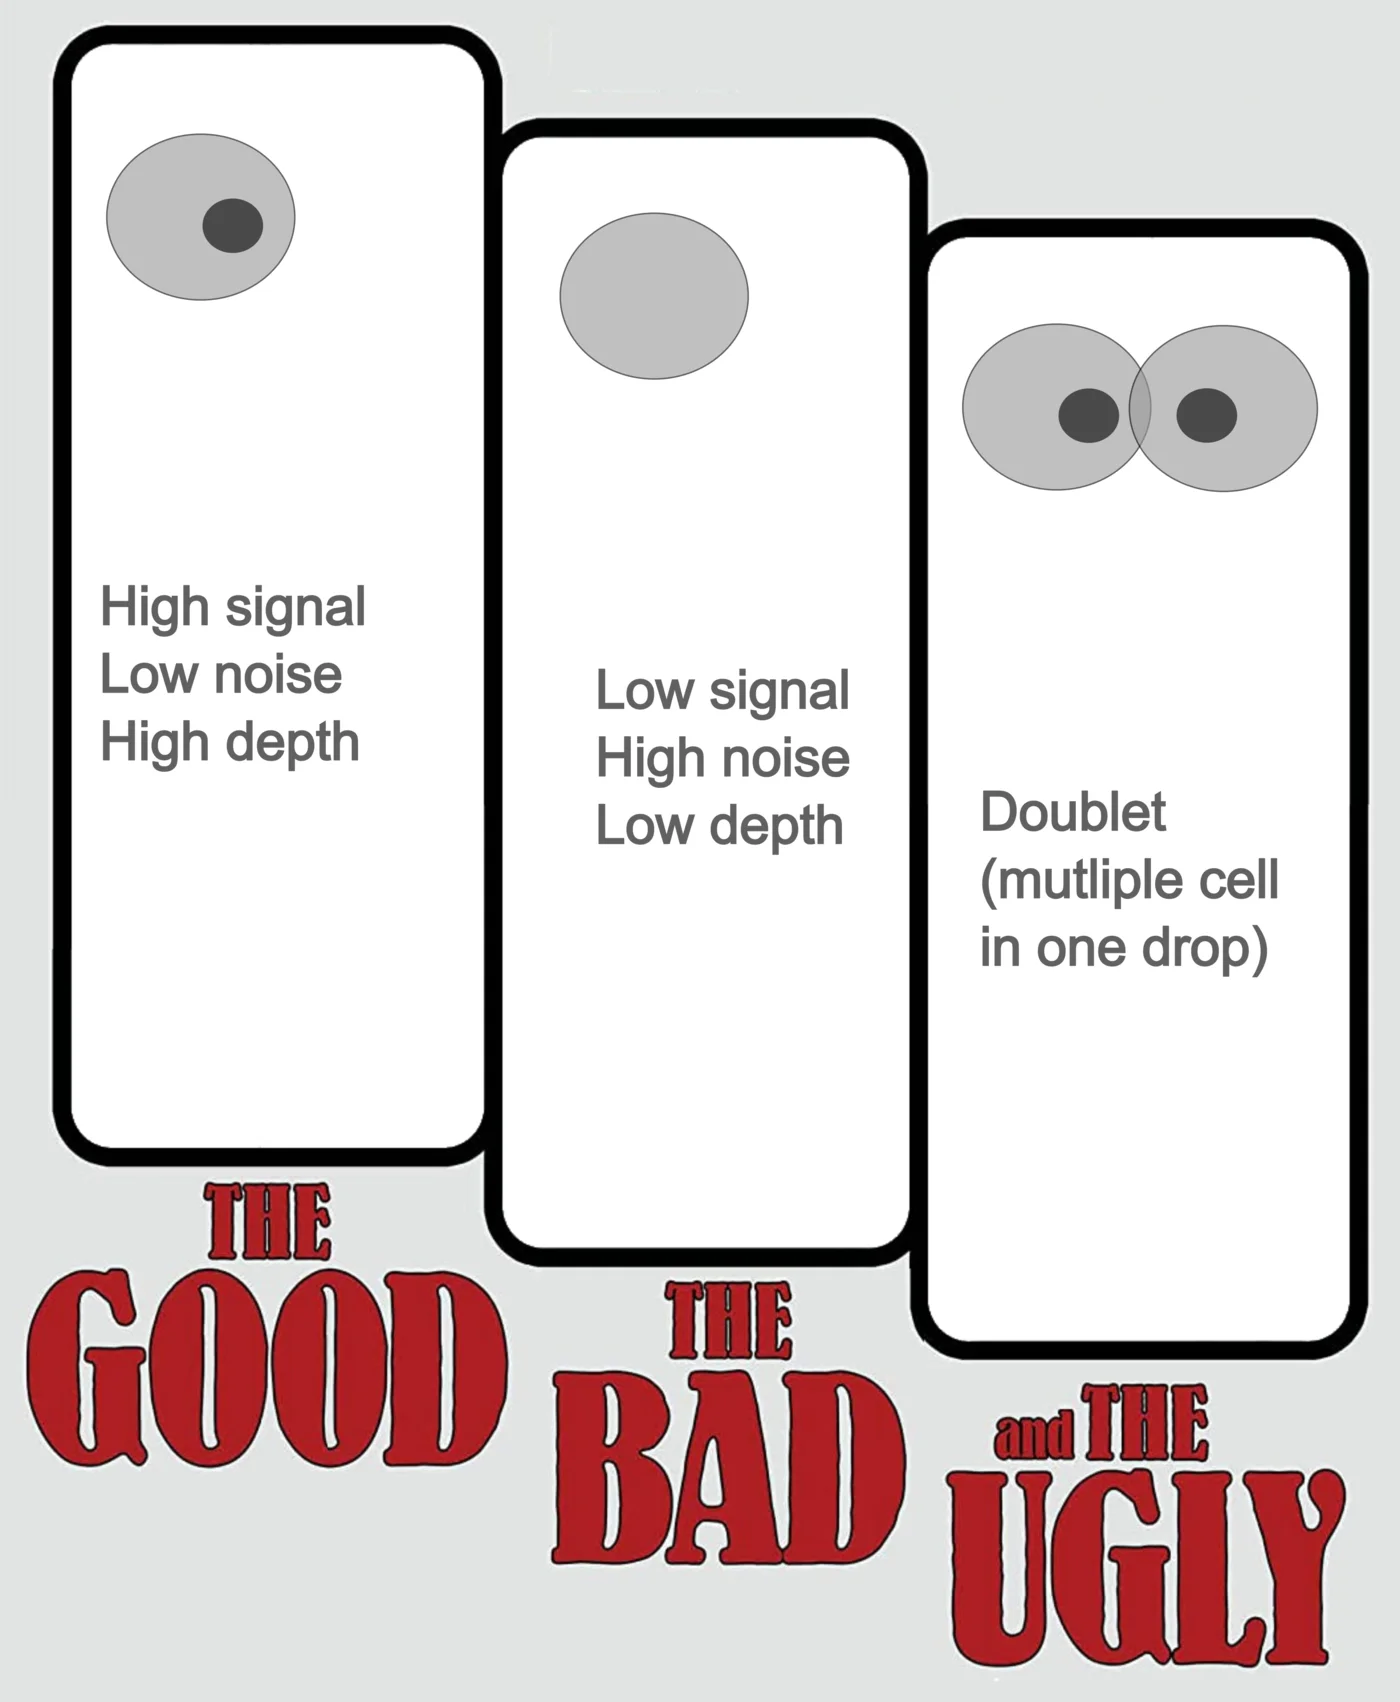 High signal
Low noise
High depth
THE
GOOD
Low signal
High noise
Low depth
THE
BAD
Doublet
(mutliple cell
in one drop)
and THE
UGLY